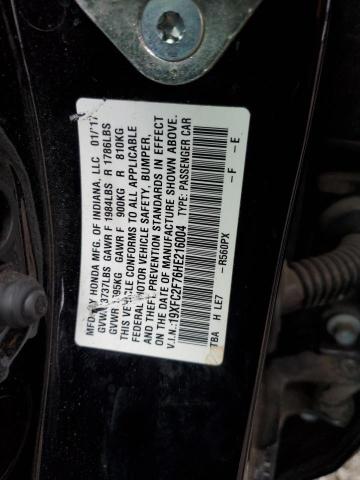 MFD. BY HONDA MFG. OF INDIANA, LLC 01/17
GVWR 3737LBS GAWR F 1984LBS R 1786LBS
GVWR 1695KG GAWR F 900KG R 810KG
THIS VEHICLE CONFORMS TO ALL APPLICABLE
FEDERAL MOTOR VEHICLE SAFETY, BUMPER,
AND THEFT PREVENTION STANDARDS IN EFFECT
ON THE DATE OF MANUFACTURE SHOWN ABOVE.
V.I.N.:19XFC2F76HE216004 TYPE: PASSENGER CAR
TBA H LE7 -R560PX -F -E